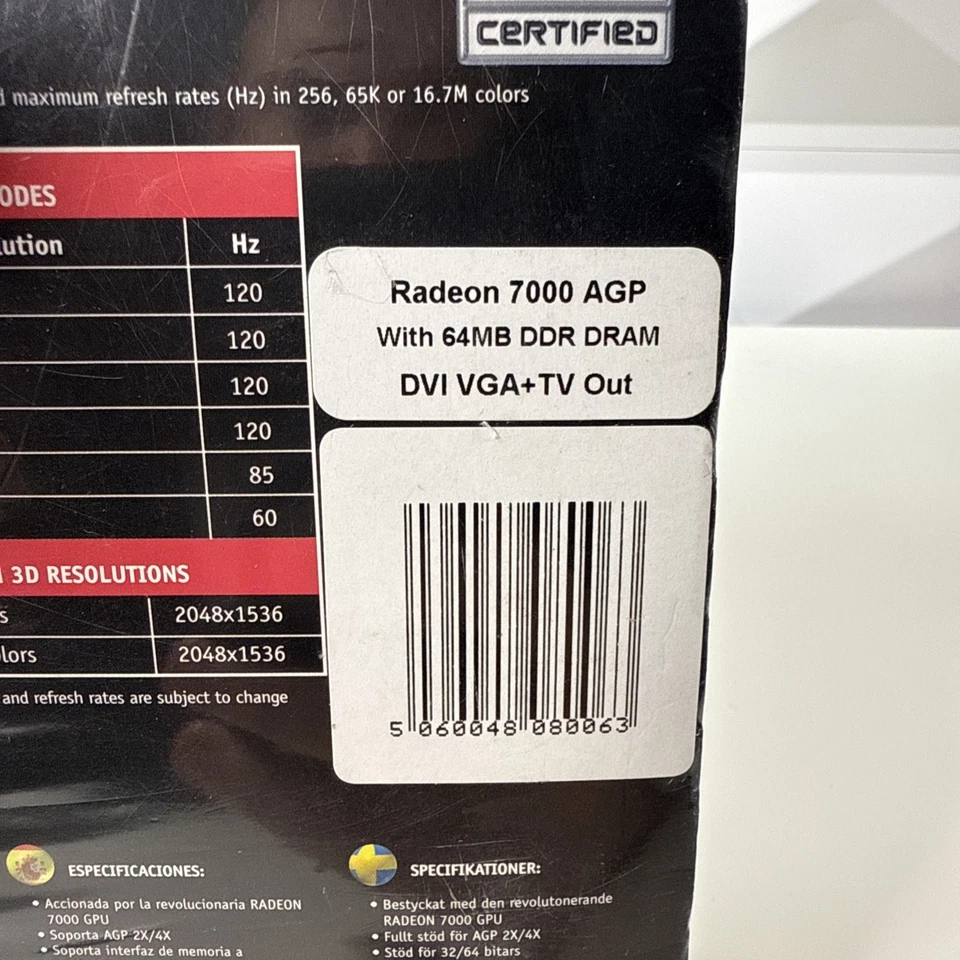 CERTIFIED
maximum refresh rates (Hz) in 256, 65K or 16.7M colors
ODES
ution Hz
120
120
120
120
85
60
3D RESOLUTIONS
s 2048x1536
lors 2048x1536
and refresh rates are subject to change
Radeon 7000 AGP
With 64MB DDR DRAM
DVI VGA+TV Out
5 060048 080063
ESPECIFICACIONES:
• Accionada por la revolucionaria RADEON
7000 GPU
• Soporta AGP 2X/4X
• Soporta interfaz de memoria a
SPECIFIKATIONER:
• Bestyckat med den revolutonerande
RADEON 7000 GPU
• Fullt stöd för AGP 2X/4X
• Stöd för 32/64 bitars